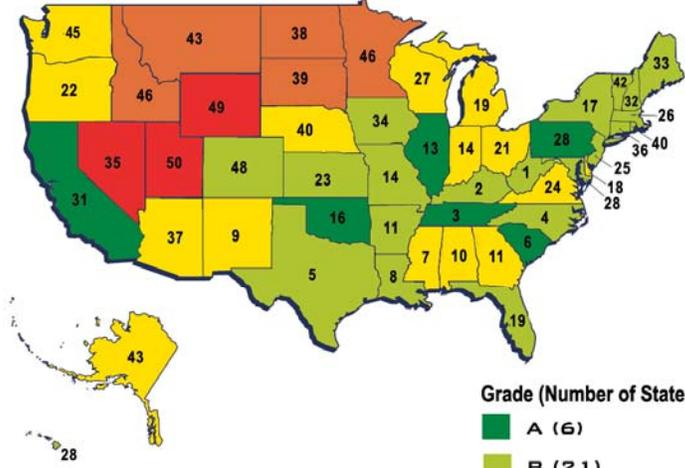 45 43 38 46 27 19 33
42 32 17 26
22 46 49 39 34 40 36
40 13 14 21 28 25
35 50 48 23 14 2 1 24 18
28
31 16 11 3 4
37 9 6
5 8 7 10 11
19
43
28
Grade (Number of State
A (6)
B (21)